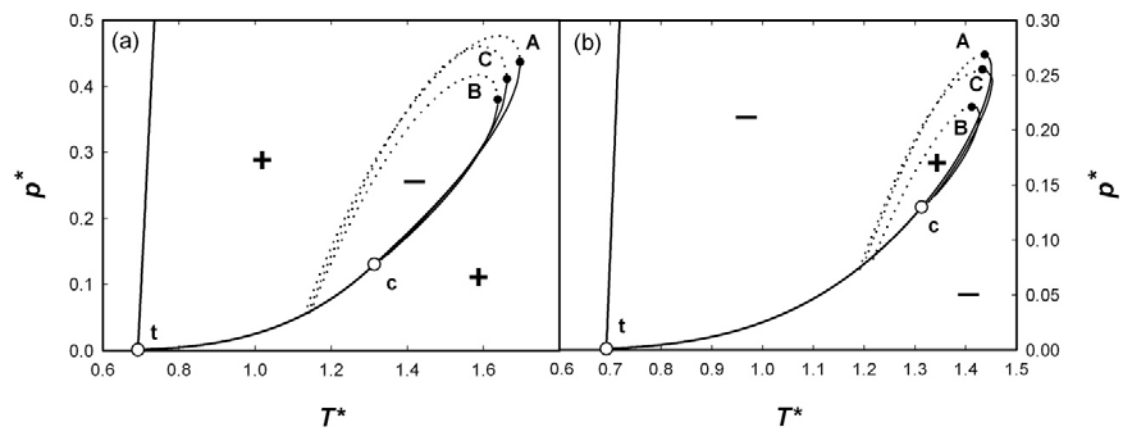 (a)
0.5
0.4
0.3
0.2
0.1
0.0
p*
A
C
B
+
−
+
c
t
0.6 0.8 1.0 1.2 1.4 1.6
T*
(b)
0.30
0.25
0.20
0.15
0.10
0.05
0.00
p*
A
C
B
−
+
−
c
t
0.6 0.7 0.8 0.9 1.0 1.1 1.2 1.3 1.4 1.5
T*